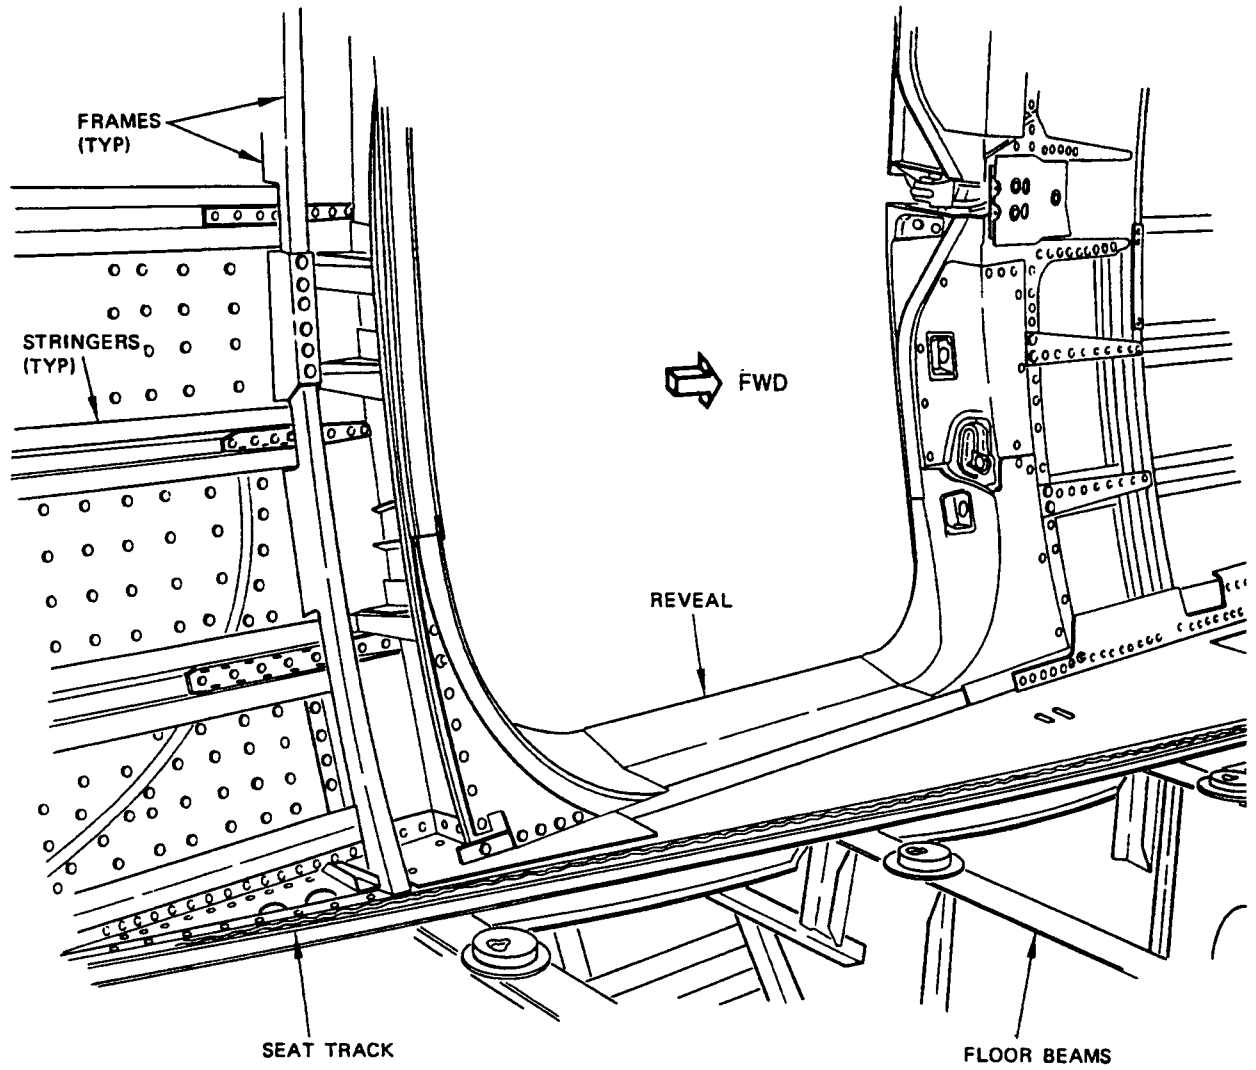 FRAMES
(TYP)
STRINGERS
(TYP)
FWD
REVEAL
SEAT TRACK
FLOOR BEAMS